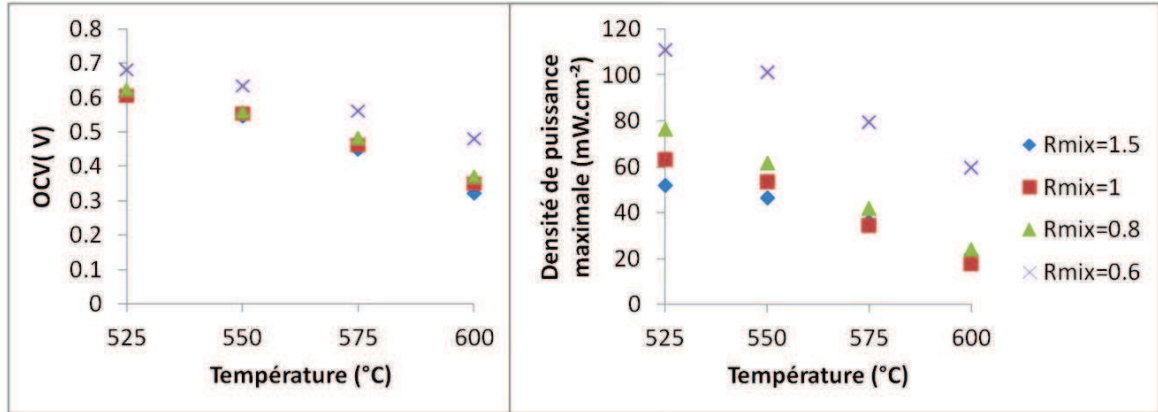 0.8
0.7
0.6
0.5
0.4
0.3
0.2
0.1
0
OCV( V)
525 550 575 600
Température (°C)
120
100
80
60
40
20
0
Densité de puissance
maximale (mW.cm⁻²)
525 550 575 600
Température (°C)
Rmix=1.5
Rmix=1
Rmix=0.8
Rmix=0.6